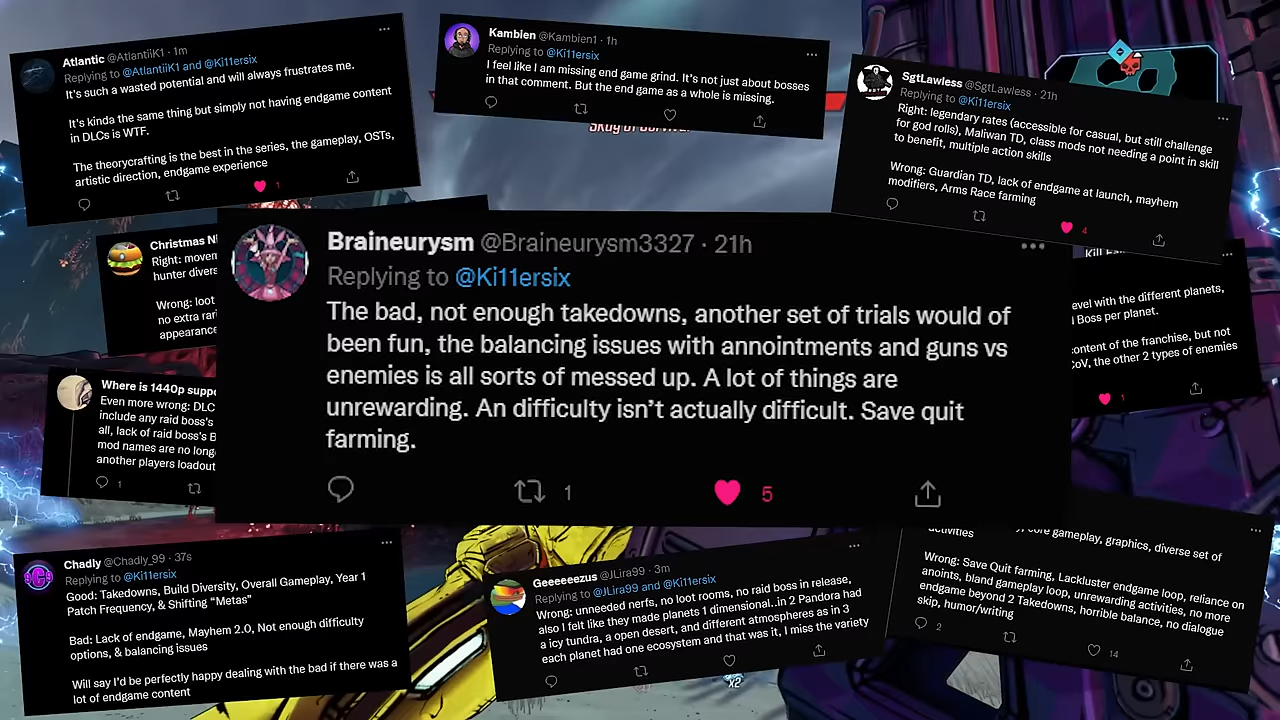 Atlantic @AtlantiiK1 · 1m
Replying to @AtlantiiK1 and @Ki11ersix
It's such a wasted potential and will always frustrates me.
It's kinda the same thing but simply not having endgame content
in DLCs is WTF.
The theorycrafting is the best in the series, the gameplay, OSTs,
artistic direction, endgame experience
1
Kambien @Kambien1 · 1h
Replying to @Ki11ersix
I feel like I am missing end game grind. It's not just about bosses
in that comment. But the end game as a whole is missing.
SgtLawless @SgtLawless · 21h
Replying to @Ki11ersix
Right: legendary rates (accessible for casual, but still challenge
for god rolls), Maliwan TD, class mods not needing a point in skill
to benefit, multiple action skills
Wrong: Guardian TD, lack of endgame at launch, mayhem
modifiers, Arms Race farming
4
Christmas
Right:
hunter
Wrong: loot
no extra
appearance
Braineurysm @Braineurysm3327 · 21h
Replying to @Ki11ersix
The bad, not enough takedowns, another set of trials would of
been fun, the balancing issues with annointments and guns vs
enemies is all sorts of messed up. A lot of things are
unrewarding. An difficulty isn't actually difficult. Save quit
farming.
1
5
with the different planets,
Boss per planet.
content of the franchise, but not
the other 2 types of enemies
1
Where is 1440p
Even more wrong: DLC
include any raid boss's
all, lack of raid boss's
mod names are no
another players loadout
1
Chadly @Chadly_99 · 37s
Replying to @Ki11ersix
Good: Takedowns, Build Diversity, Overall Gameplay, Year 1
Patch Frequency, & Shifting "Metas"
Bad: Lack of endgame, Mayhem 2.0, Not enough difficulty
options, & balancing issues
Will say I'd be perfectly happy dealing with the bad if there was a
lot of endgame content
Geeeeeezus @JLira99 · 3m
Replying to @JLira99 and @Ki11ersix
Wrong: unneeded nerfs, no loot rooms, no raid boss in release,
also I felt like they made planets 1 dimensional..in 2 Pandora had
a icy tundra, a open desert, and different atmospheres as in 3
each planet had one ecosystem and that was it, I miss the variety
x2
core gameplay, graphics, diverse set of
activities
Wrong: Save Quit farming, Lackluster endgame loop, reliance on
anoints, bland gameplay loop, unrewarding activities, no more
endgame beyond 2 Takedowns, horrible balance, no dialogue
skip, humor/writing
2
14